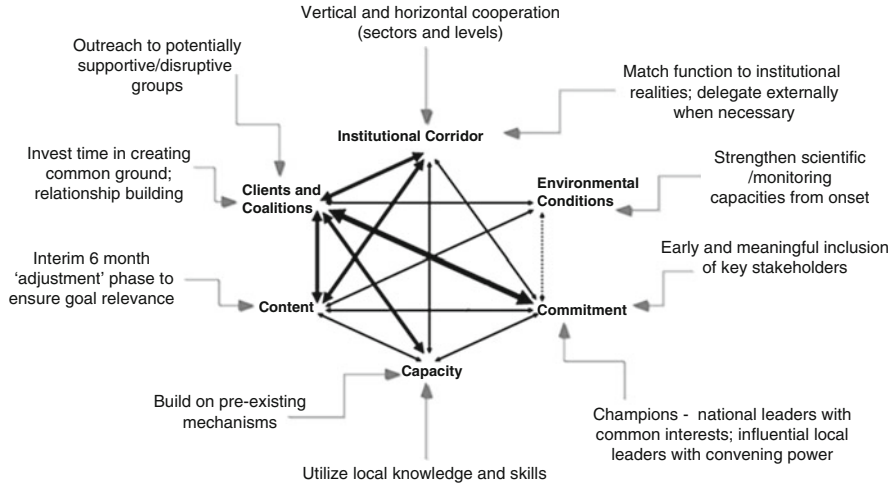 Vertical and horizontal cooperation
(sectors and levels)
Outreach to potentially
supportive/disruptive
groups
Match function to institutional
realities; delegate externally
when necessary
Institutional Corridor
Invest time in creating
common ground;
relationship building
Clients and
Coalitions
Environmental
Conditions
Strengthen scientific
/monitoring
capacities from onset
Interim 6 month
‘adjustment’ phase to
ensure goal relevance
Content
Commitment
Early and meaningful inclusion
of key stakeholders
Capacity
Build on pre-existing
mechanisms
Champions - national leaders with
common interests; influential local
leaders with convening power
Utilize local knowledge and skills